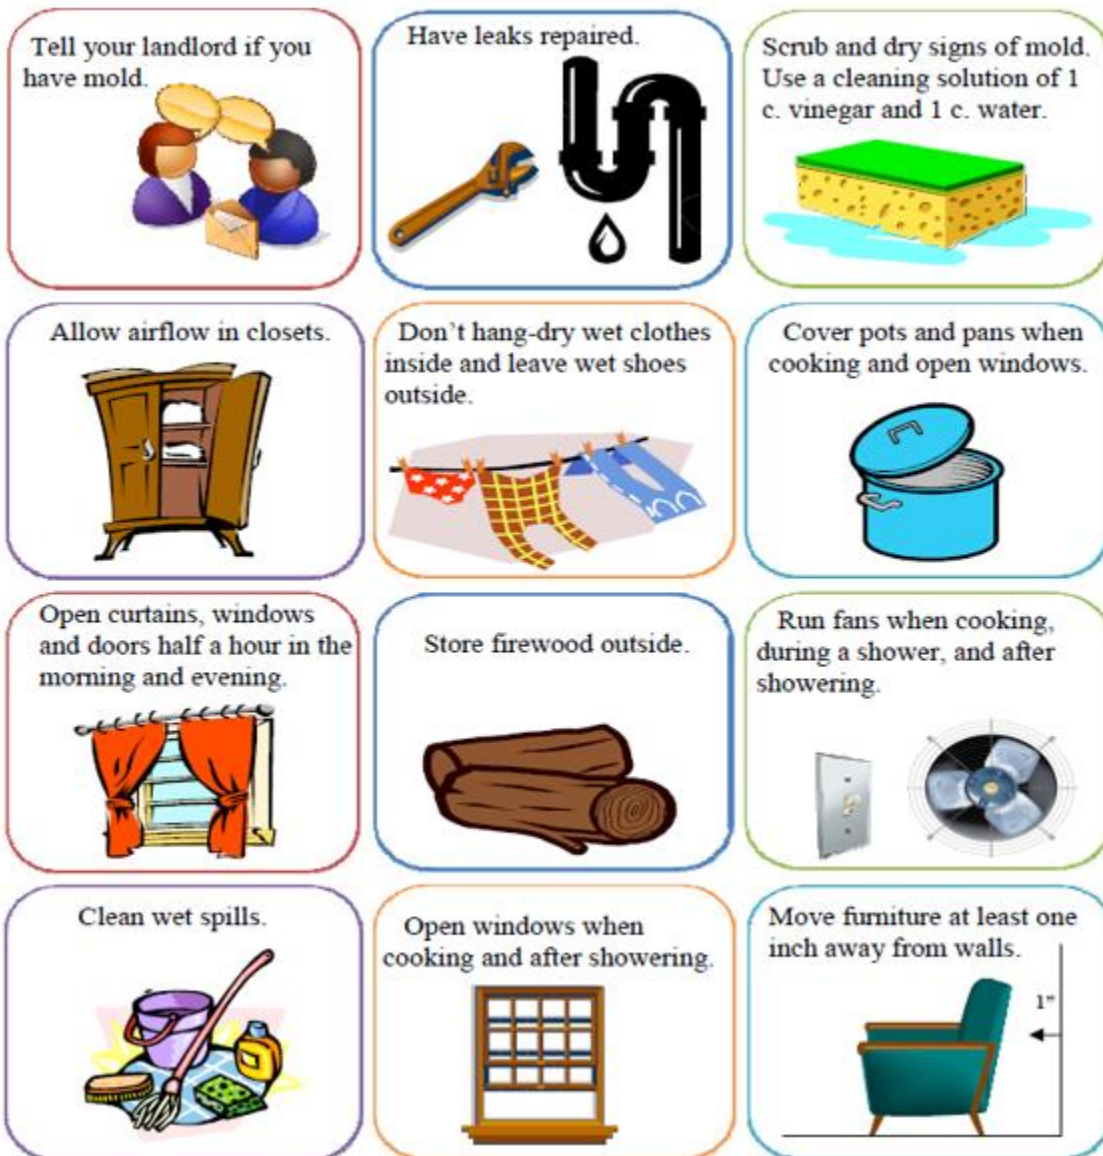 Tell your landlord if you
have mold.
Have leaks repaired.
Scrub and dry signs of mold.
Use a cleaning solution of 1
c. vinegar and 1 c. water.
Allow airflow in closets.
Don’t hang-dry wet clothes
inside and leave wet shoes
outside.
Cover pots and pans when
cooking and open windows.
Open curtains, windows
and doors half a hour in the
morning and evening.
Store firewood outside.
Run fans when cooking,
during a shower, and after
showering.
Clean wet spills.
Open windows when
cooking and after showering.
Move furniture at least one
inch away from walls.
1”